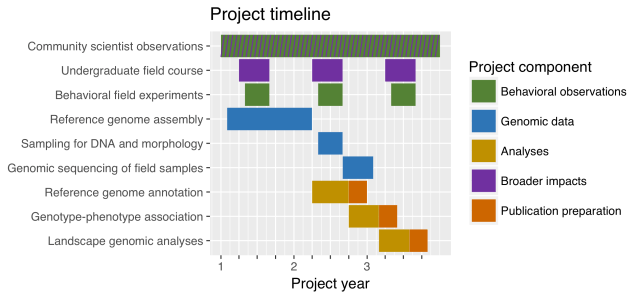 Project timeline
Community scientist observations
Undergraduate field course
Behavioral field experiments
Reference genome assembly
Sampling for DNA and morphology
Genomic sequencing of field samples
Reference genome annotation
Genotype-phenotype association
Landscape genomic analyses
1 2 3
Project year
Project component
Behavioral observations
Genomic data
Analyses
Broader impacts
Publication preparation